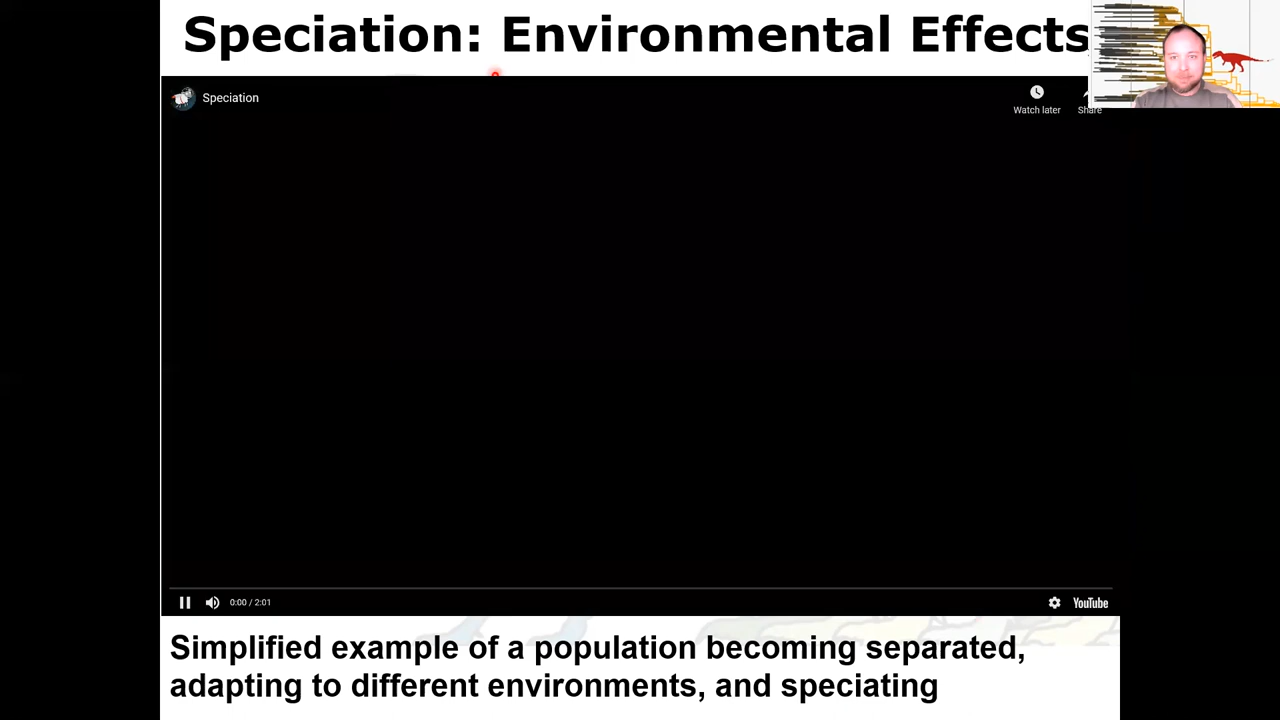 Speciation: Environmental Effects
Speciation
Watch later
Share
0:00 / 2:01
YouTube
Simplified example of a population becoming separated,
adapting to different environments, and speciating